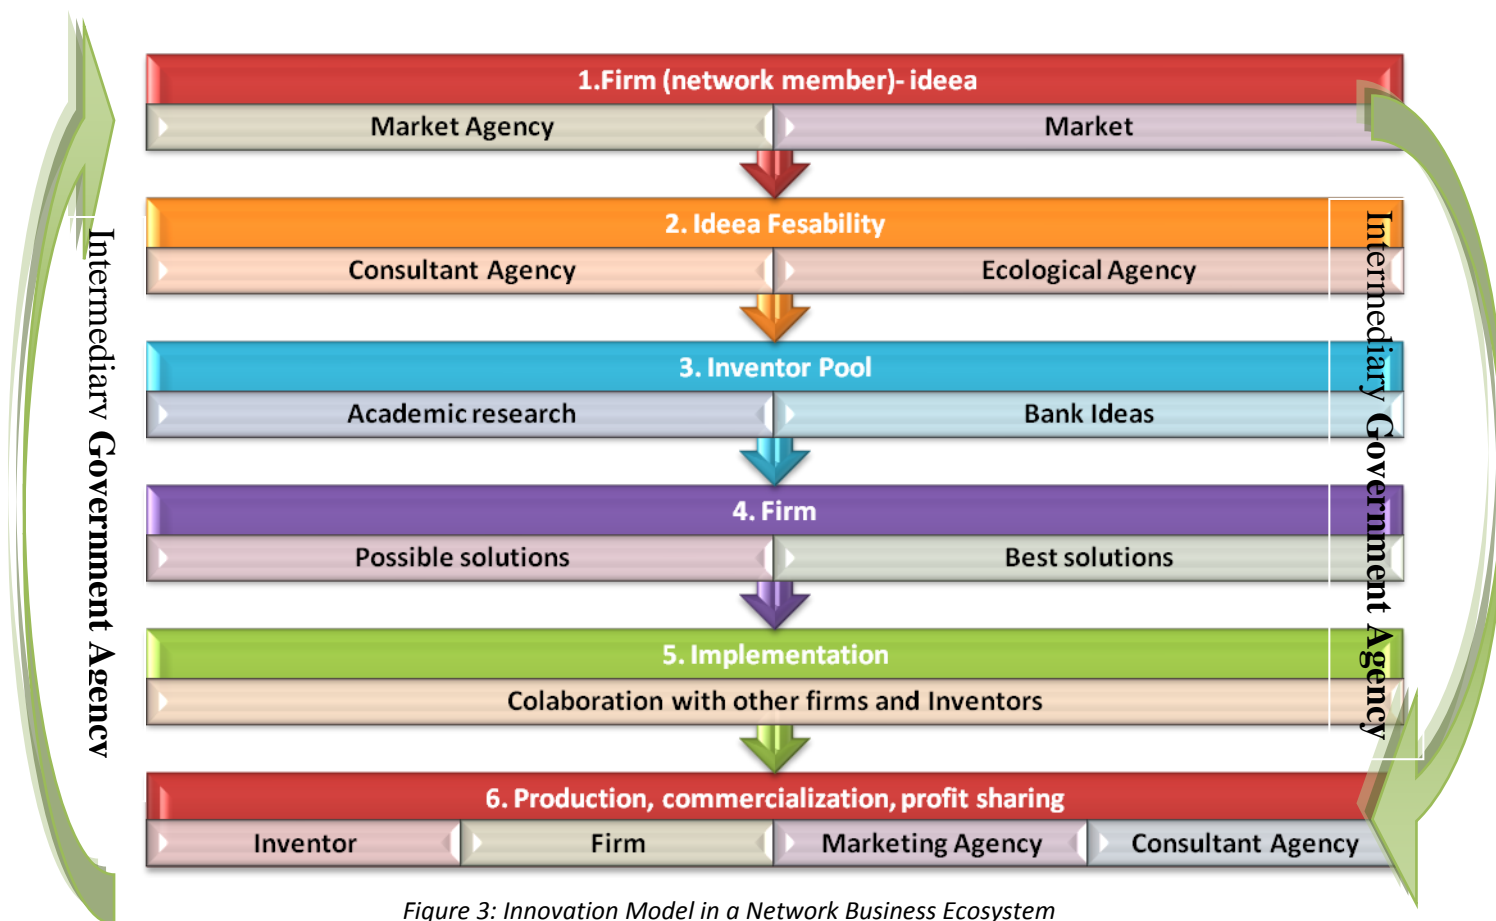 1.Firm (network member)- ideea
Market Agency
Market
2. Ideea Fesability
Consultant Agency
Ecological Agency
3. Inventor Pool
Academic research
Bank Ideas
4. Firm
Possible solutions
Best solutions
5. Implementation
Colaboration with other firms and Inventors
6. Production, commercialization, profit sharing
Inventor
Firm
Marketing Agency
Consultant Agency
Intermediary Government Agency
Intermediary Government Agency
Figure 3: Innovation Model in a Network Business Ecosystem